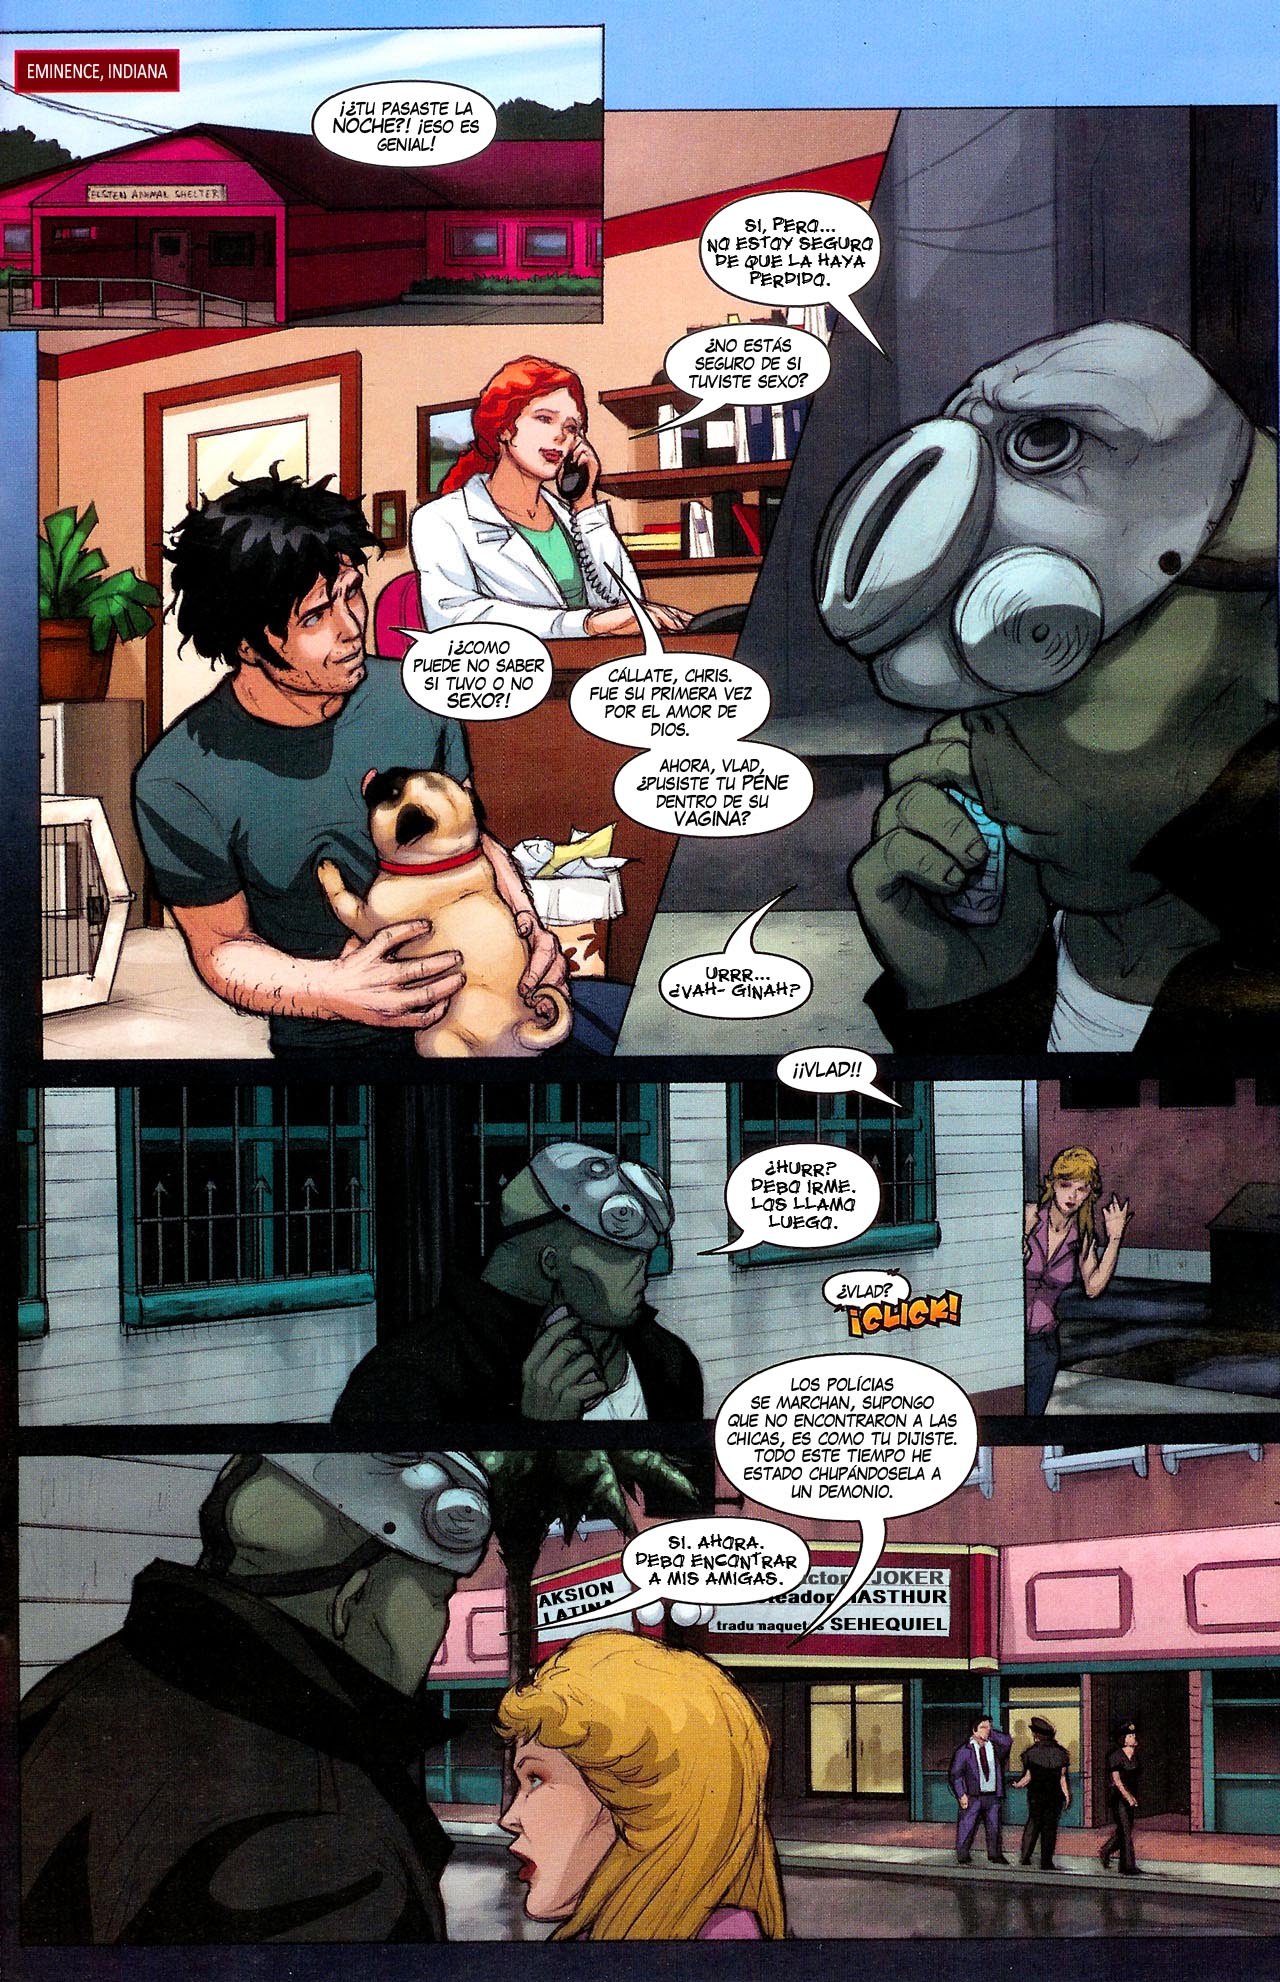 EMINENCE, INDIANA
¡¿TU PASASTE LA
NOCHE?! ¡ESO ES
GENIAL!
ELSTEN ANIMAL SHELTER
SI, PERO...
NO ESTOY SEGURO
DE QUE LA HAYA
PERDIDO.
¿NO ESTÁS
SEGURO DE SI
TUVISTE SEXO?
¡¿COMO
PUEDE NO SABER
SI TUVO O NO
SEXO?!
CÁLLATE, CHRIS.
FUE SU PRIMERA VEZ
POR EL AMOR DE
DIOS.
AHORA, VLAD,
¿PUSISTE TU PENE
DENTRO DE SU
VAGINA?
URRR...
¿VAH- GINAH?
¡¡VLAD!!
¿HURR?
DEBO IRME.
LOS LLAMO
LUEGO.
¿VLAD?
¡CLICK!
LOS POLÍCIAS
SE MARCHAN, SUPONGO
QUE NO ENCONTRARON A LAS
CHICAS, ES COMO TU DIJISTE.
TODO ESTE TIEMPO HE
ESTADO CHUPÁNDOSELA A
UN DEMONIO.
SI. AHORA.
DEBO ENCONTRAR
A MIS AMIGAS.
AKSION
LATINA
JOKER
HASTHUR
SEHEQUIEL